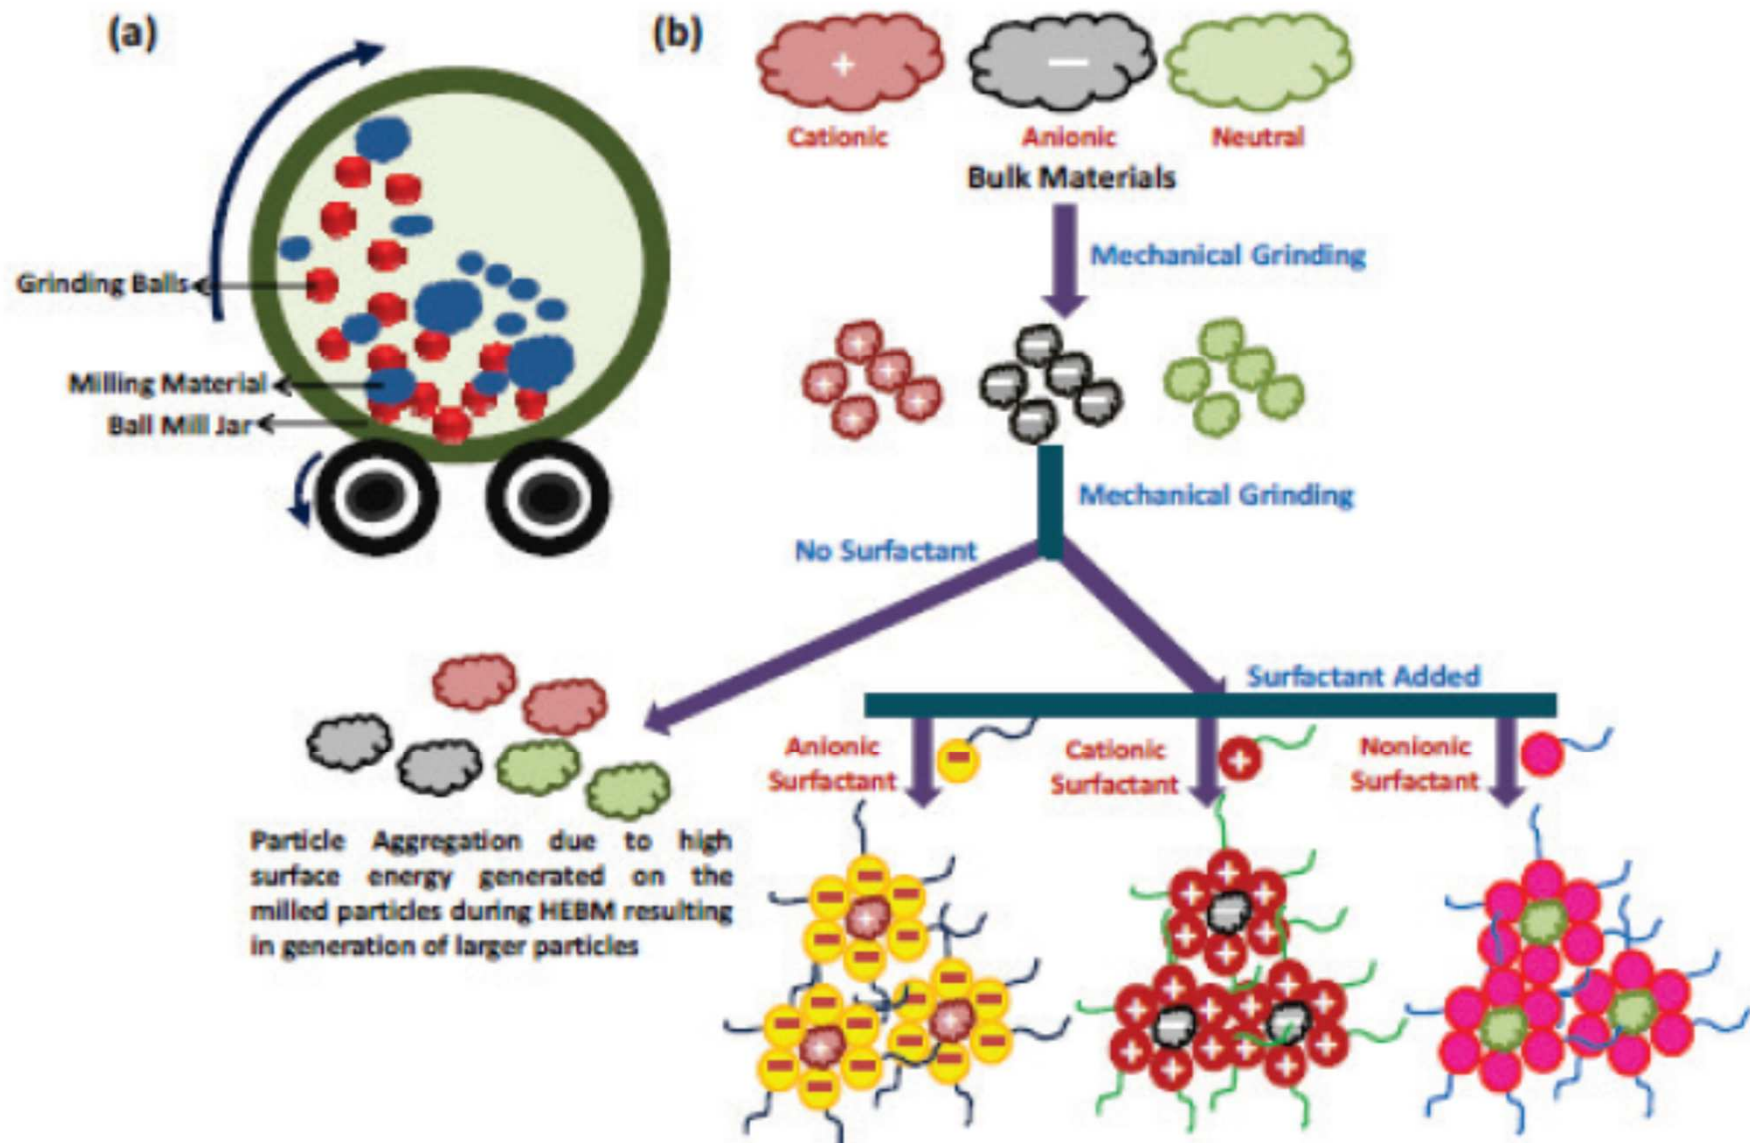 (a)
Grinding Balls
Milling Material
Ball Mill Jar
(b)
+
−
Cationic
Anionic
Neutral
Bulk Materials
Mechanical Grinding
Mechanical Grinding
No Surfactant
Surfactant Added
Anionic
Surfactant
Cationic
Surfactant
Nonionic
Surfactant
Particle Aggregation due to high
surface energy generated on the
milled particles during HEBM resulting
in generation of larger particles